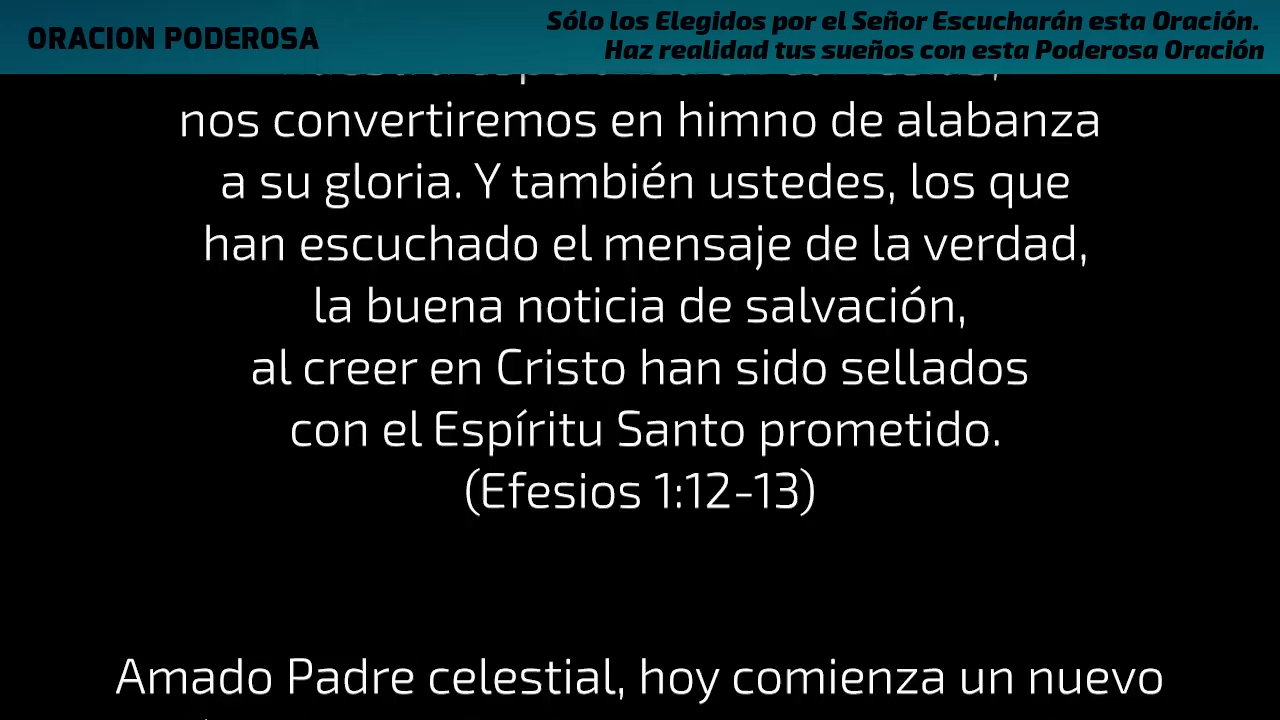 ORACION PODEROSA
Sólo los Elegidos por el Señor Escucharán esta Oración.
Haz realidad tus sueños con esta Poderosa Oración
nos convertiremos en himno de alabanza
a su gloria. Y también ustedes, los que
han escuchado el mensaje de la verdad,
la buena noticia de salvación,
al creer en Cristo han sido sellados
con el Espíritu Santo prometido.
(Efesios 1:12-13)
Amado Padre celestial, hoy comienza un nuevo